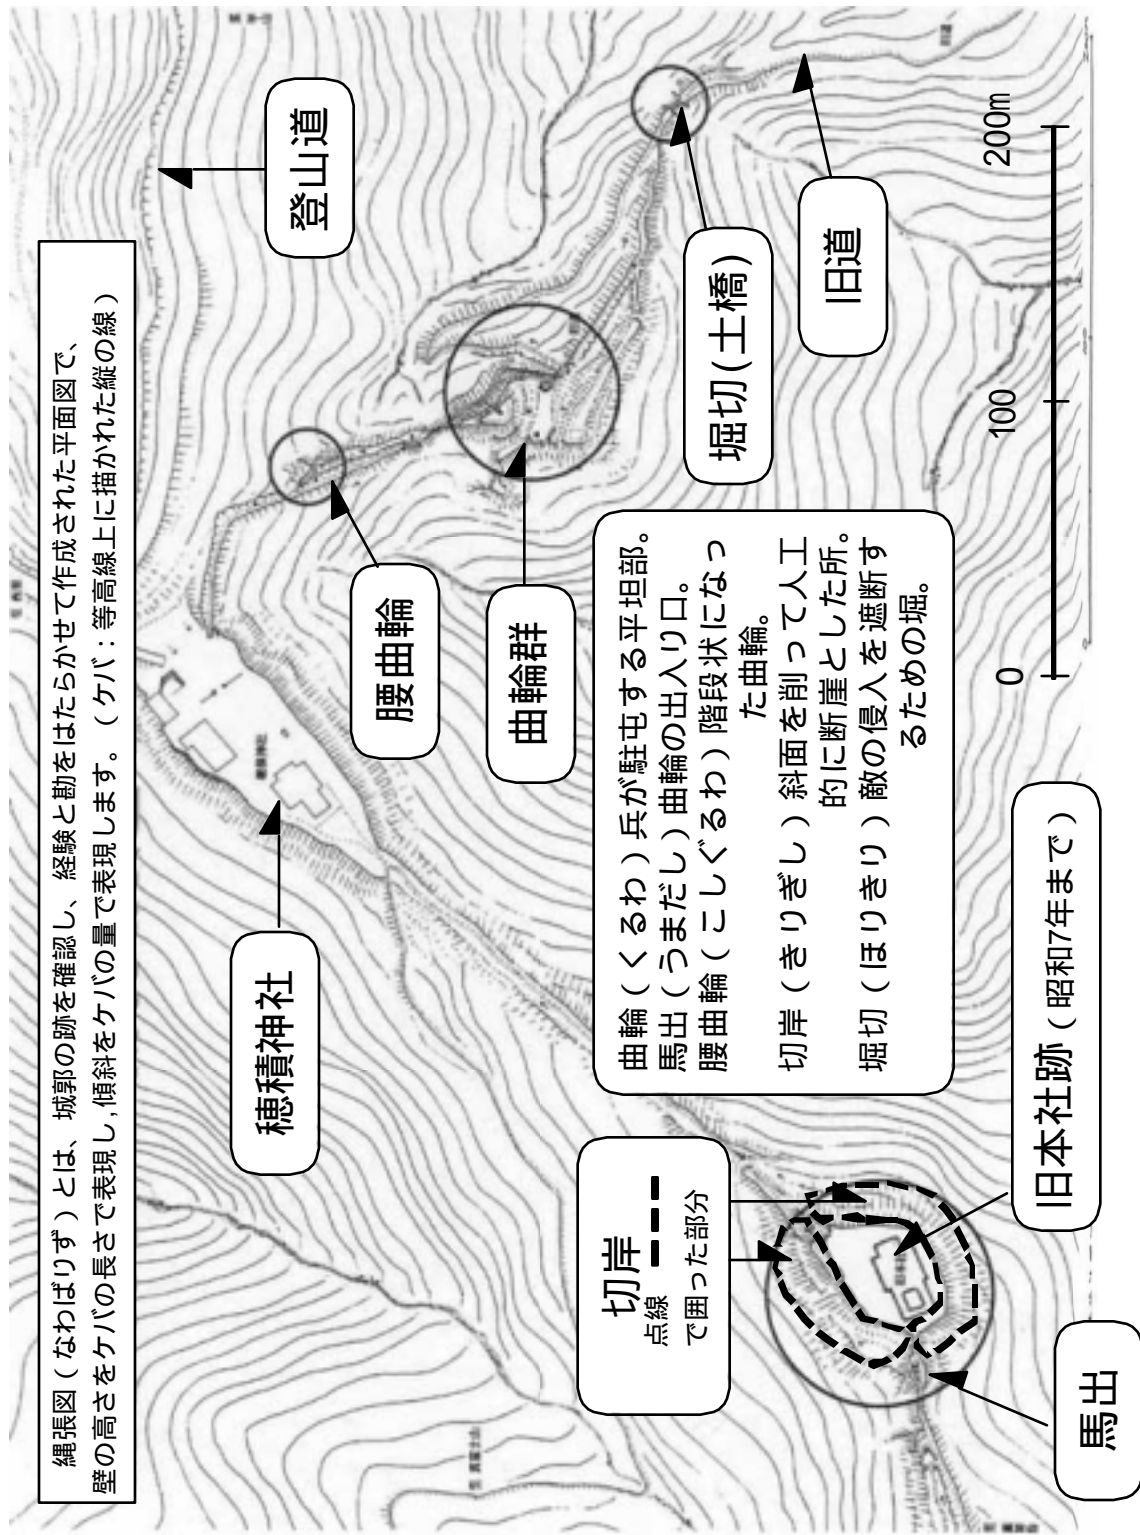 縄張図（なわばりず）とは、城郭の跡を確認し、経験と勘をはたらかせて作成された平面図で、
壁の高さをケバの長さで表現し,傾斜をケバの量で表現します。（ケバ：等高線上に描かれた縦の線）
登山道
穂積神社
腰曲輪
曲輪群
堀切(土橋)
旧道
切岸
点線
で囲った部分
曲輪（くるわ）兵が駐屯する平坦部。
馬出（うまだし）曲輪の出入り口。
腰曲輪（こしぐるわ）階段状になっ
た曲輪。
切岸（きりぎし）斜面を削って人工
的に断崖とした所。
堀切（ほりきり）敵の侵入を遮断す
るための堀。
馬出
旧本社跡（昭和7年まで）
0
100
200m